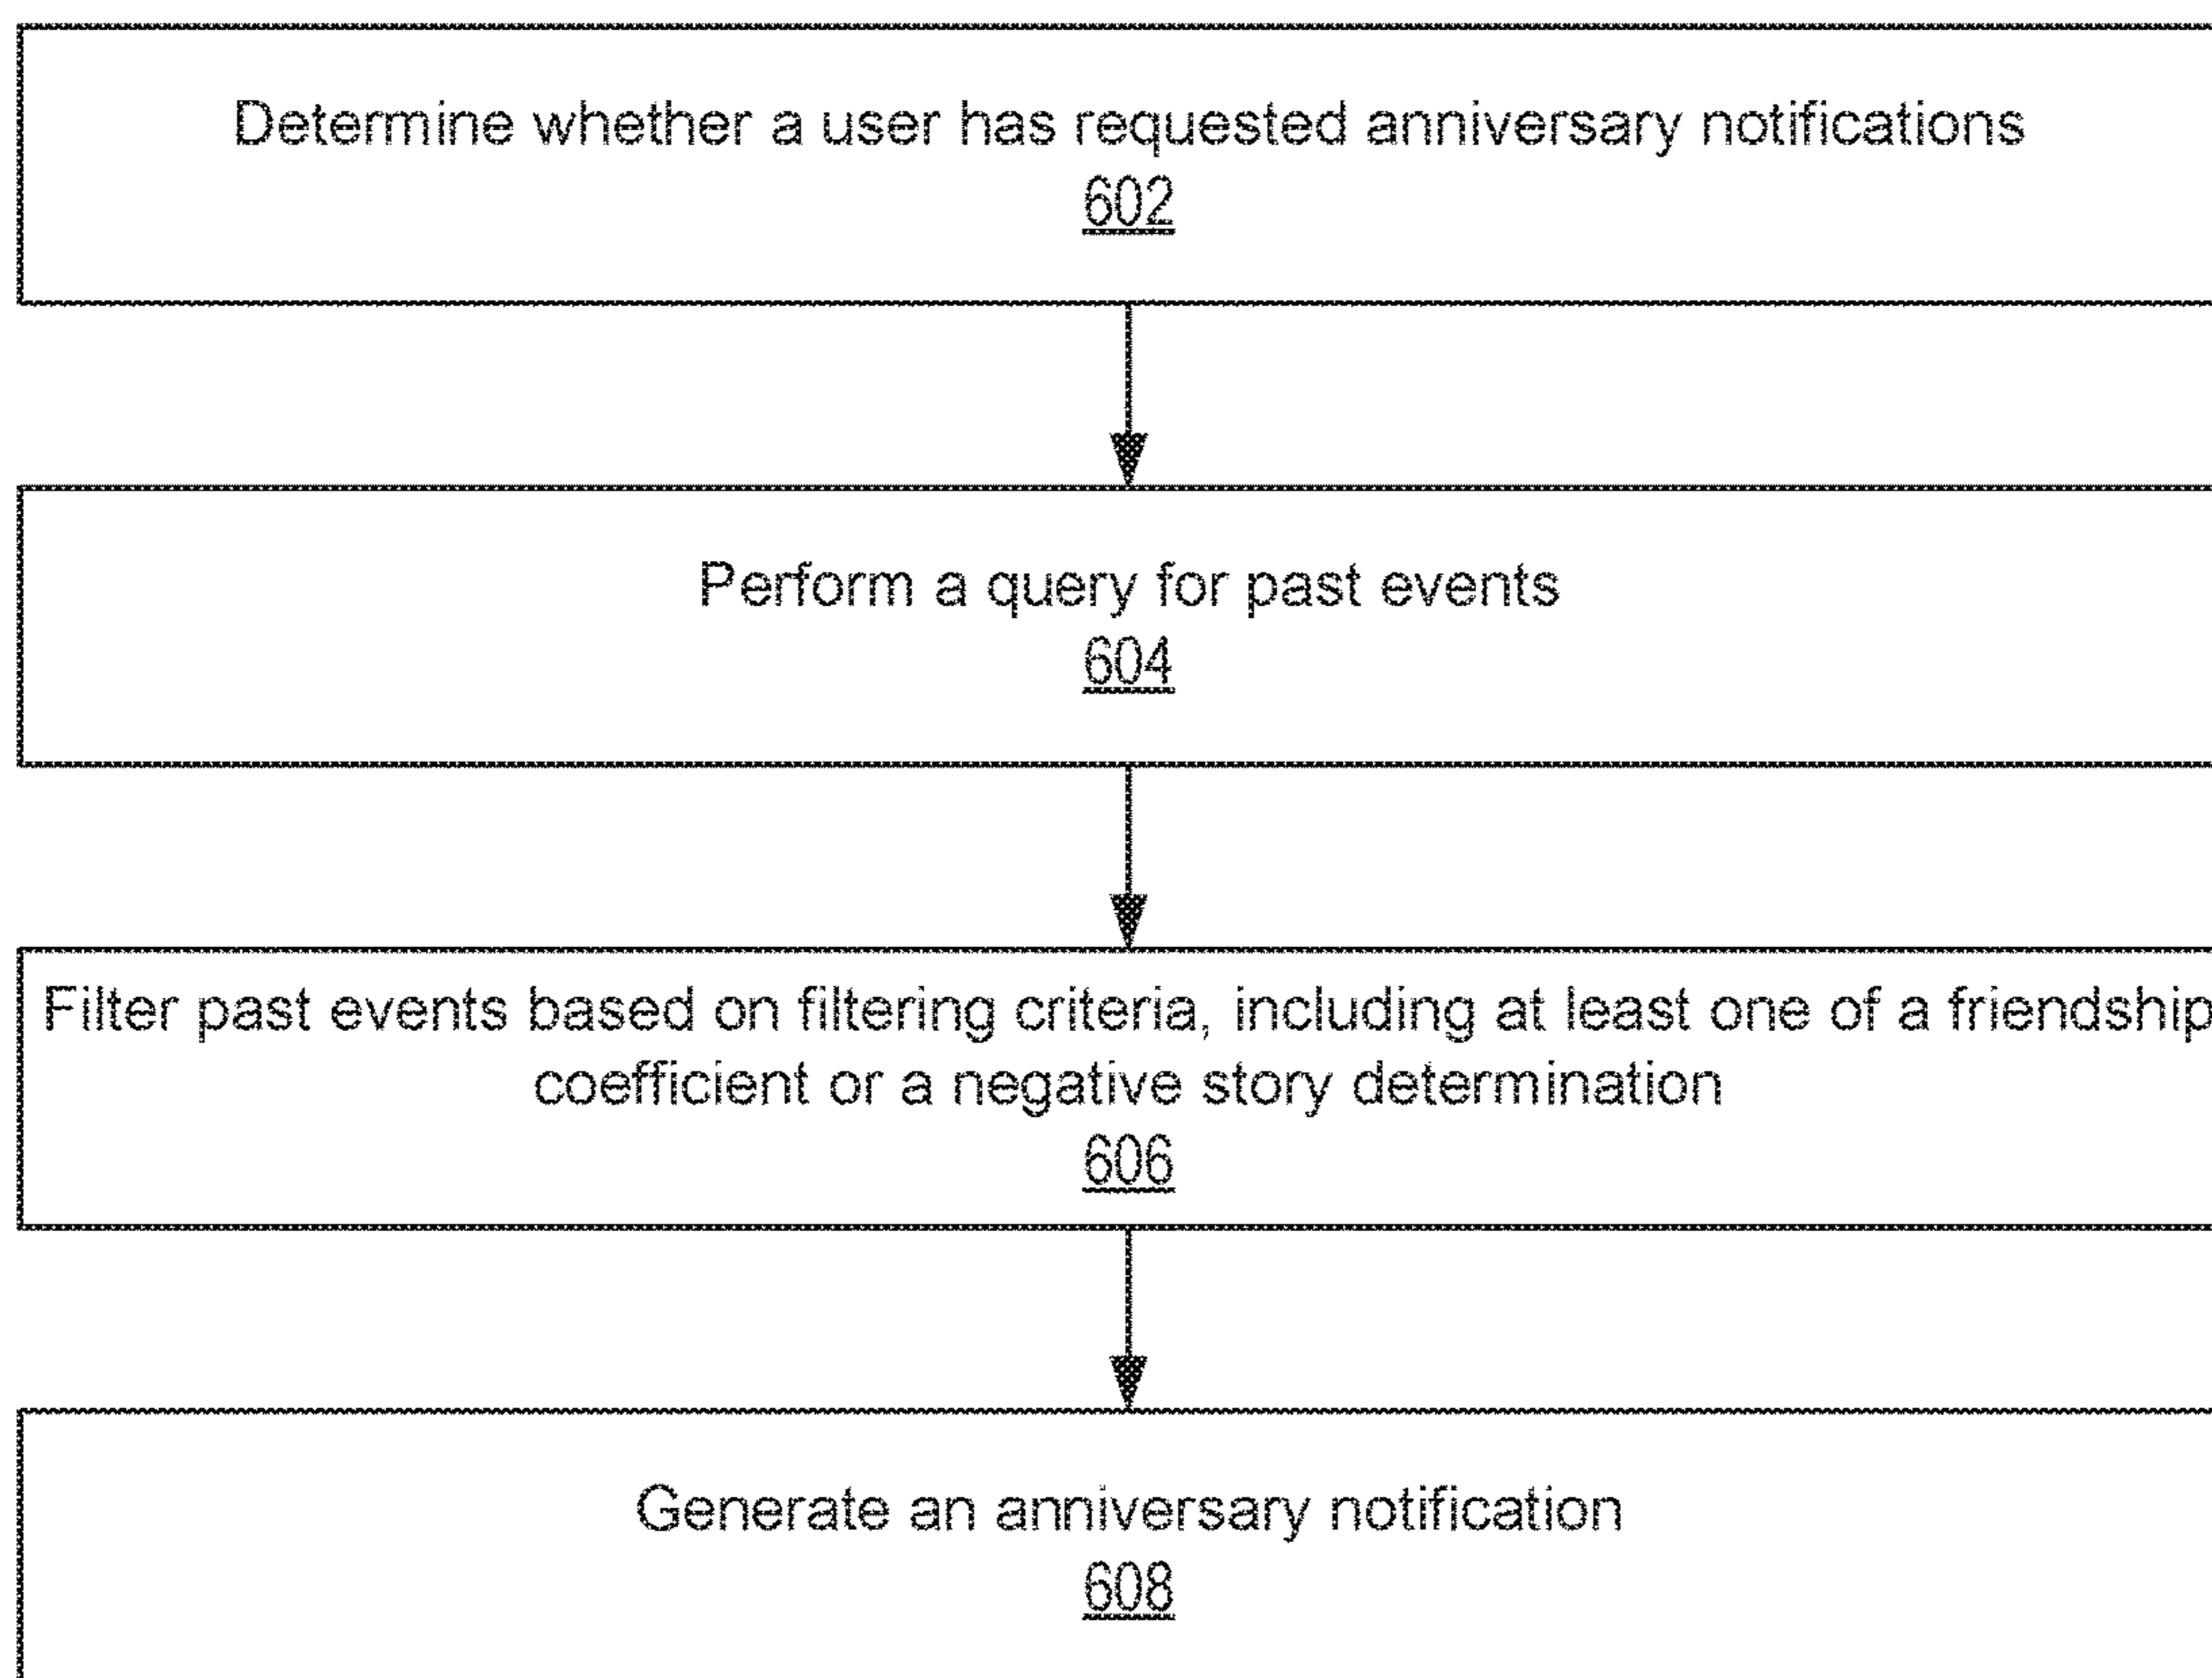 Determine whether a user has requested anniversary notifications
602
Perform a query for past events
604
Filter past events based on filtering criteria, including at least one of a friendship
coefficient or a negative story determination
606
Generate an anniversary notification
608